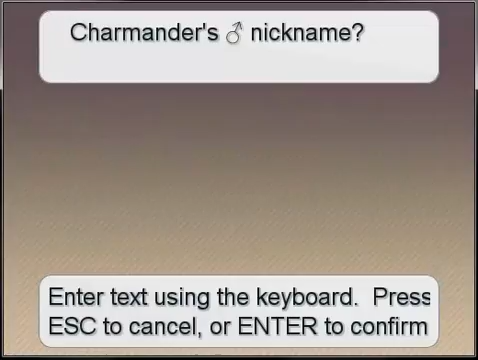 Charmander's ♂ nickname?
Enter text using the keyboard. Press
ESC to cancel, or ENTER to confirm